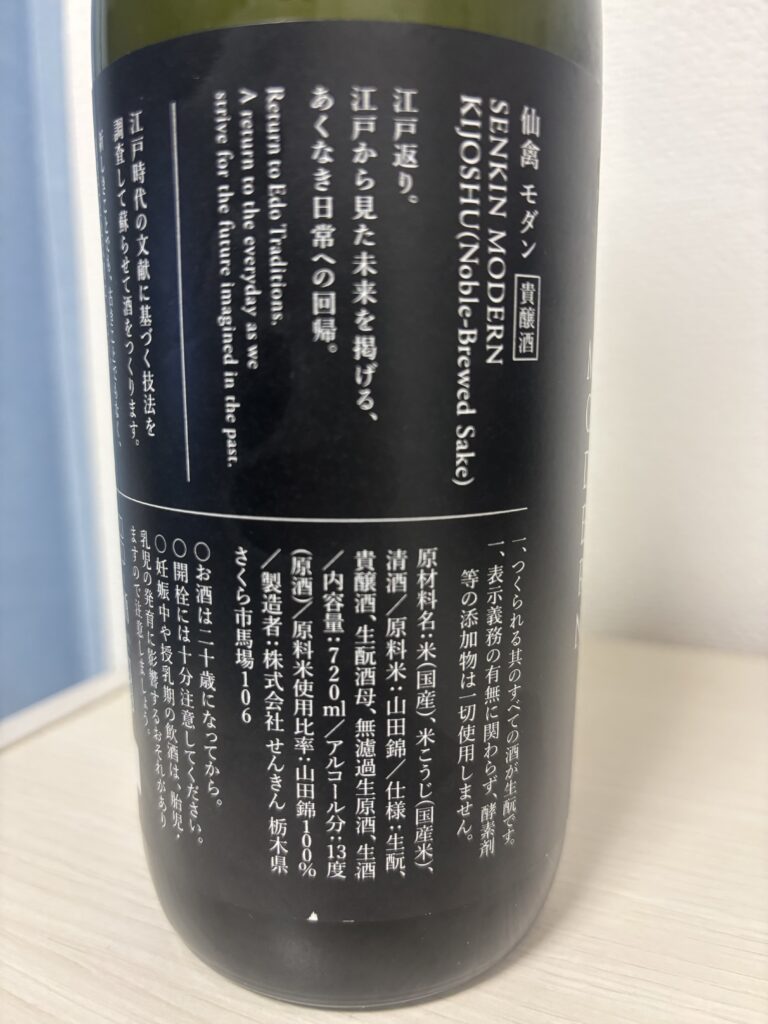 仙禽 モダン 貴醸酒
SENKIN MODERN
KIJOSHU(Noble-Brewed Sake)
江戸返り。
江戸から見た未来を掲げる、
あくなき日常への回帰。
Return to Edo Traditions.
A return to the everyday as we
strive for the future imagined in the past.
江戸時代の文献に基づく技法を
調査して蘇らせて酒をつくります。
一、つくられる其のすべての酒が生酛です。
一、表示義務の有無に関わらず、酵素剤
等の添加物は一切使用しません。
原材料名:米(国産)、米こうじ(国産米)、
清酒/原料米:山田錦/仕様:生酛、
貴醸酒、生酛酒母、無濾過生原酒、生酒
/内容量:720ml/アルコール分:13度
(原酒)/原料米使用比率:山田錦100%
/製造者:株式会社 せんきん 栃木県
さくら市馬場106
○お酒は二十歳になってから。
○開栓には十分注意してください。
○妊娠中や授乳期の飲酒は、胎児・
乳児の発育に影響するおそれがあり
ますので注意しましょう。
MODERN